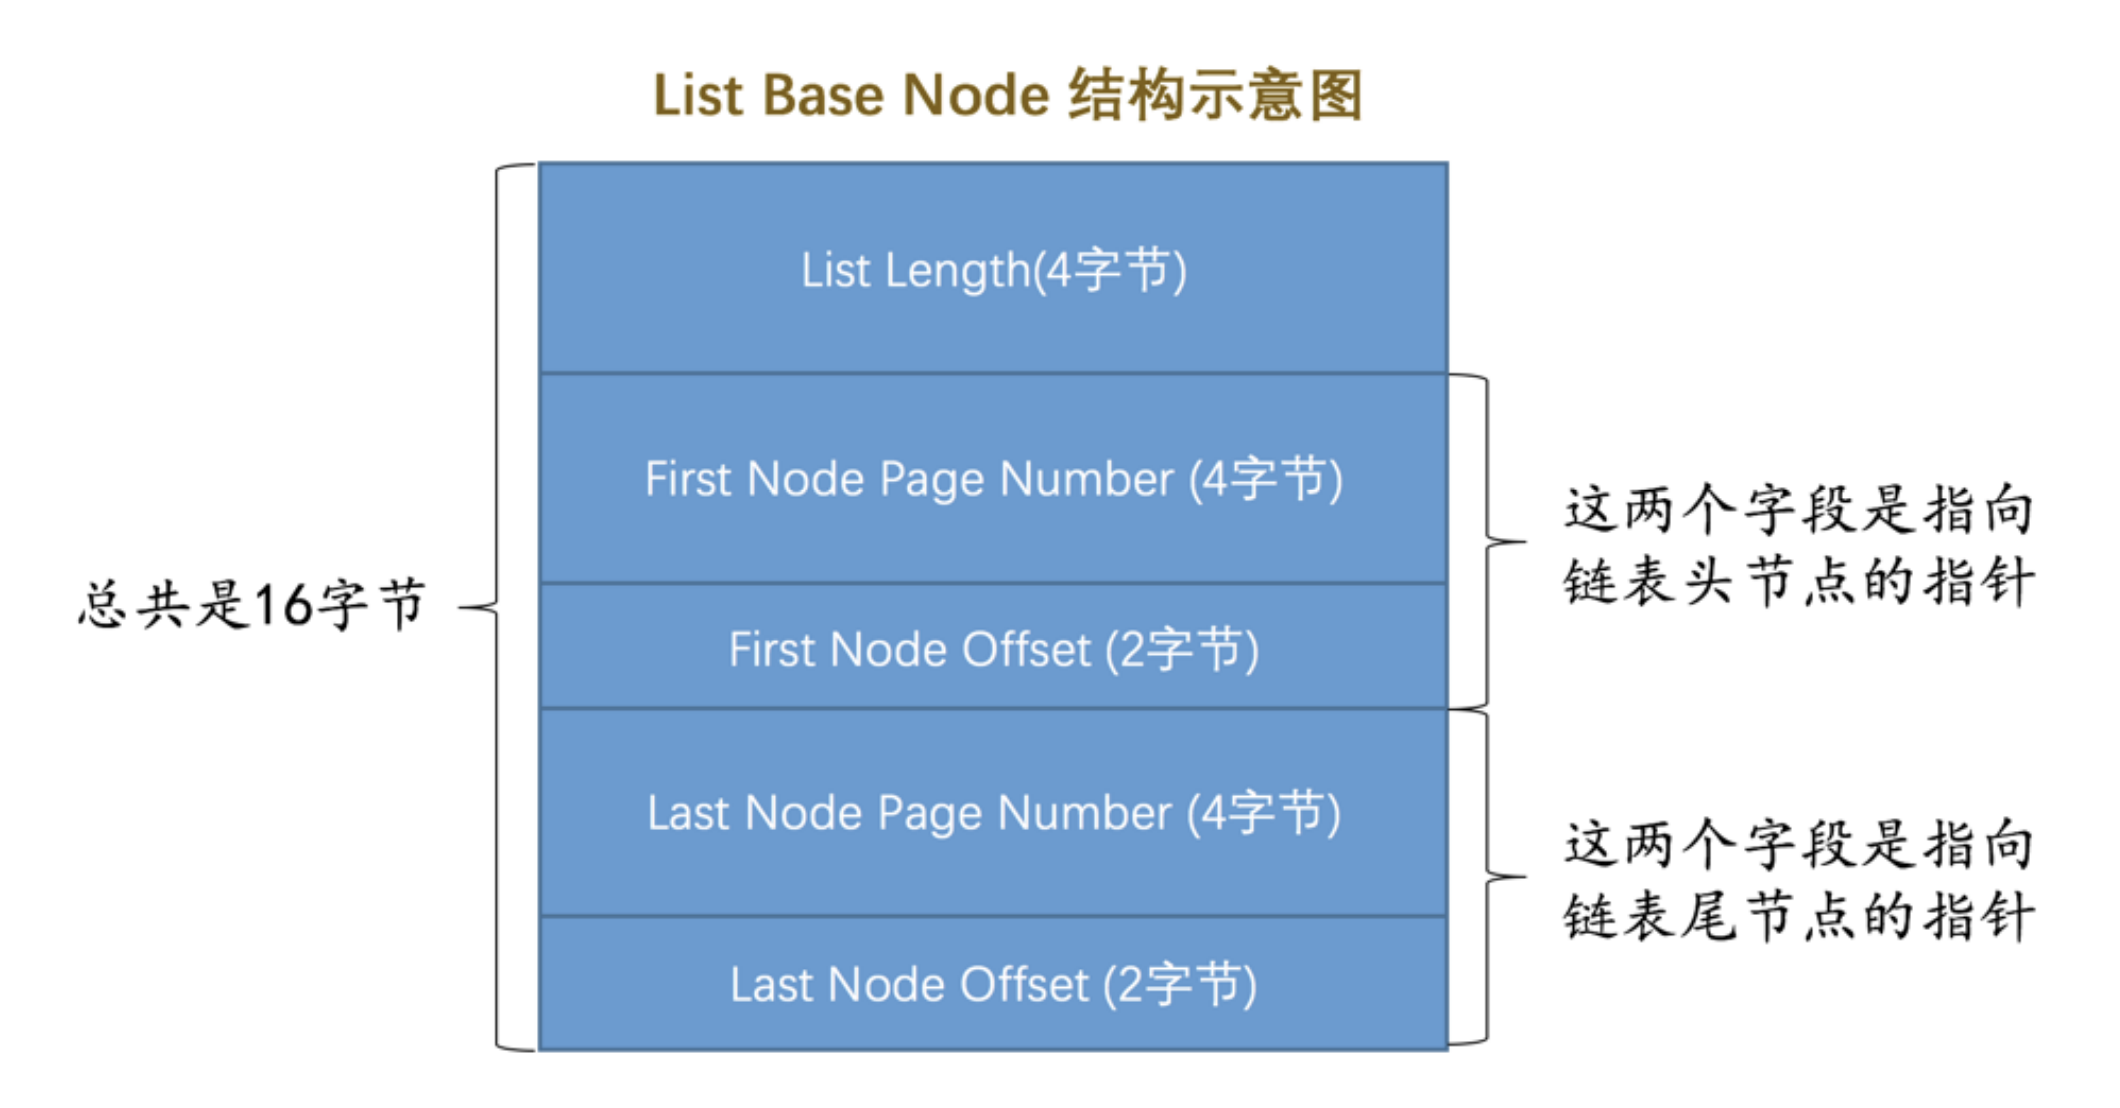 List Base Node 结构示意图
List Length(4字节)
First Node Page Number (4字节)
First Node Offset (2字节)
Last Node Page Number (4字节)
Last Node Offset (2字节)
总共是16字节
这两个字段是指向
链表头节点的指针
这两个字段是指向
链表尾节点的指针